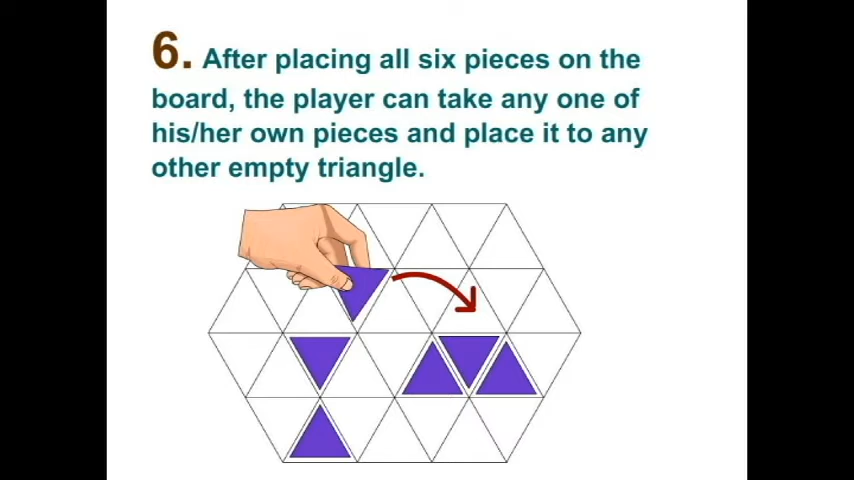 6. After placing all six pieces on the
board, the player can take any one of
his/her own pieces and place it to any
other empty triangle.